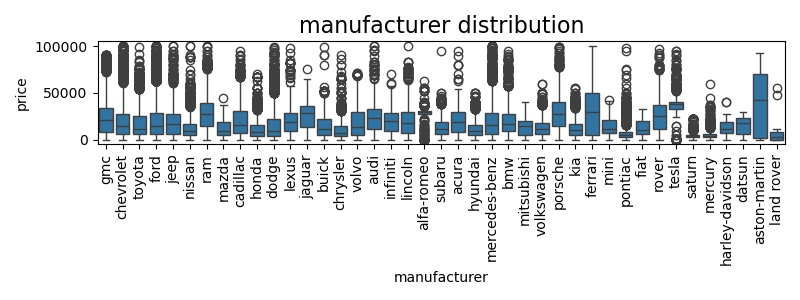 manufacturer distribution
100000
50000
0
price
gmc
chevrolet
toyota
ford
jeep
nissan
ram
mazda
cadillac
honda
dodge
lexus
jaguar
buick
chrysler
volvo
audi
infiniti
lincoln
alfa-romeo
subaru
acura
hyundai
mercedes-benz
bmw
mitsubishi
volkswagen
porsche
kia
ferrari
mini
pontiac
fiat
rover
tesla
saturn
mercury
harley-davidson
datsun
aston-martin
land rover
manufacturer